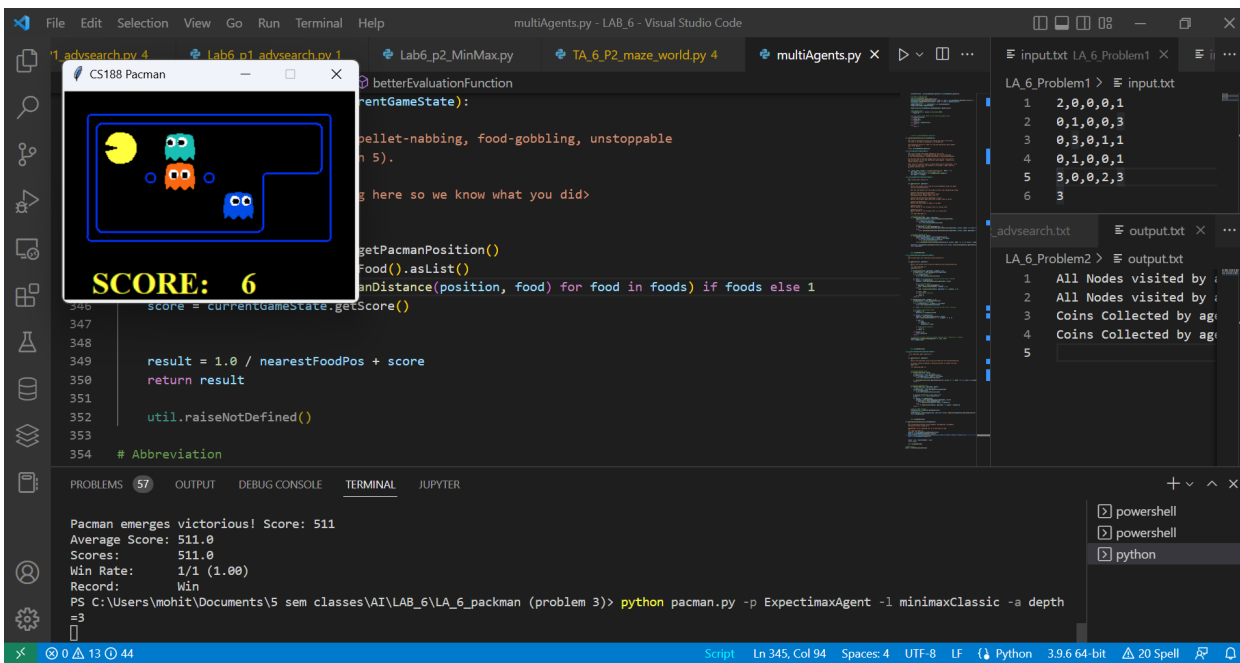 File Edit Selection View Go Run Terminal Help multiAgents.py - LAB_6 - Visual Studio Code
P1_advsearch.py 4 Lab6_p1_advsearch.py 1 Lab6_p2_MinMax.py TA_6_P2_maze_world.py 4 multiAgents.py
CS188 Pacman
SCORE: 6
betterEvaluationFunction
rentGameState):
pellet-nabbing, food-gobbling, unstoppable
n 5).
g here so we know what you did>
getPacmanPosition()
Food().asList()
anDistance(position, food) for food in foods) if foods else 1
346 score = currentGameState.getScore()
347
348
349 result = 1.0 / nearestFoodPos + score
350 return result
351
352 util.raiseNotDefined()
353
354 # Abbreviation
input.txt LA_6_Problem1
LA_6_Problem1 > input.txt
1 2,0,0,0,1
2 0,1,0,0,3
3 0,3,0,1,1
4 0,1,0,0,1
5 3,0,0,2,3
6 3
_advsearch.txt output.txt
LA_6_Problem2 > output.txt
1 All Nodes visited by
2 All Nodes visited by
3 Coins Collected by age
4 Coins Collected by age
5
PROBLEMS 57 OUTPUT DEBUG CONSOLE TERMINAL JUPYTER
Pacman emerges victorious! Score: 511
Average Score: 511.0
Scores: 511.0
Win Rate: 1/1 (1.00)
Record: Win
PS C:\Users\mohit\Documents\5 sem classes\AI\LAB_6\LA_6_packman (problem 3)> python pacman.py -p ExpectimaxAgent -l minimaxClassic -a depth
=3
powershell
powershell
python
0 13 44 Script Ln 345, Col 94 Spaces: 4 UTF-8 LF Python 3.9.6 64-bit 20 Spell